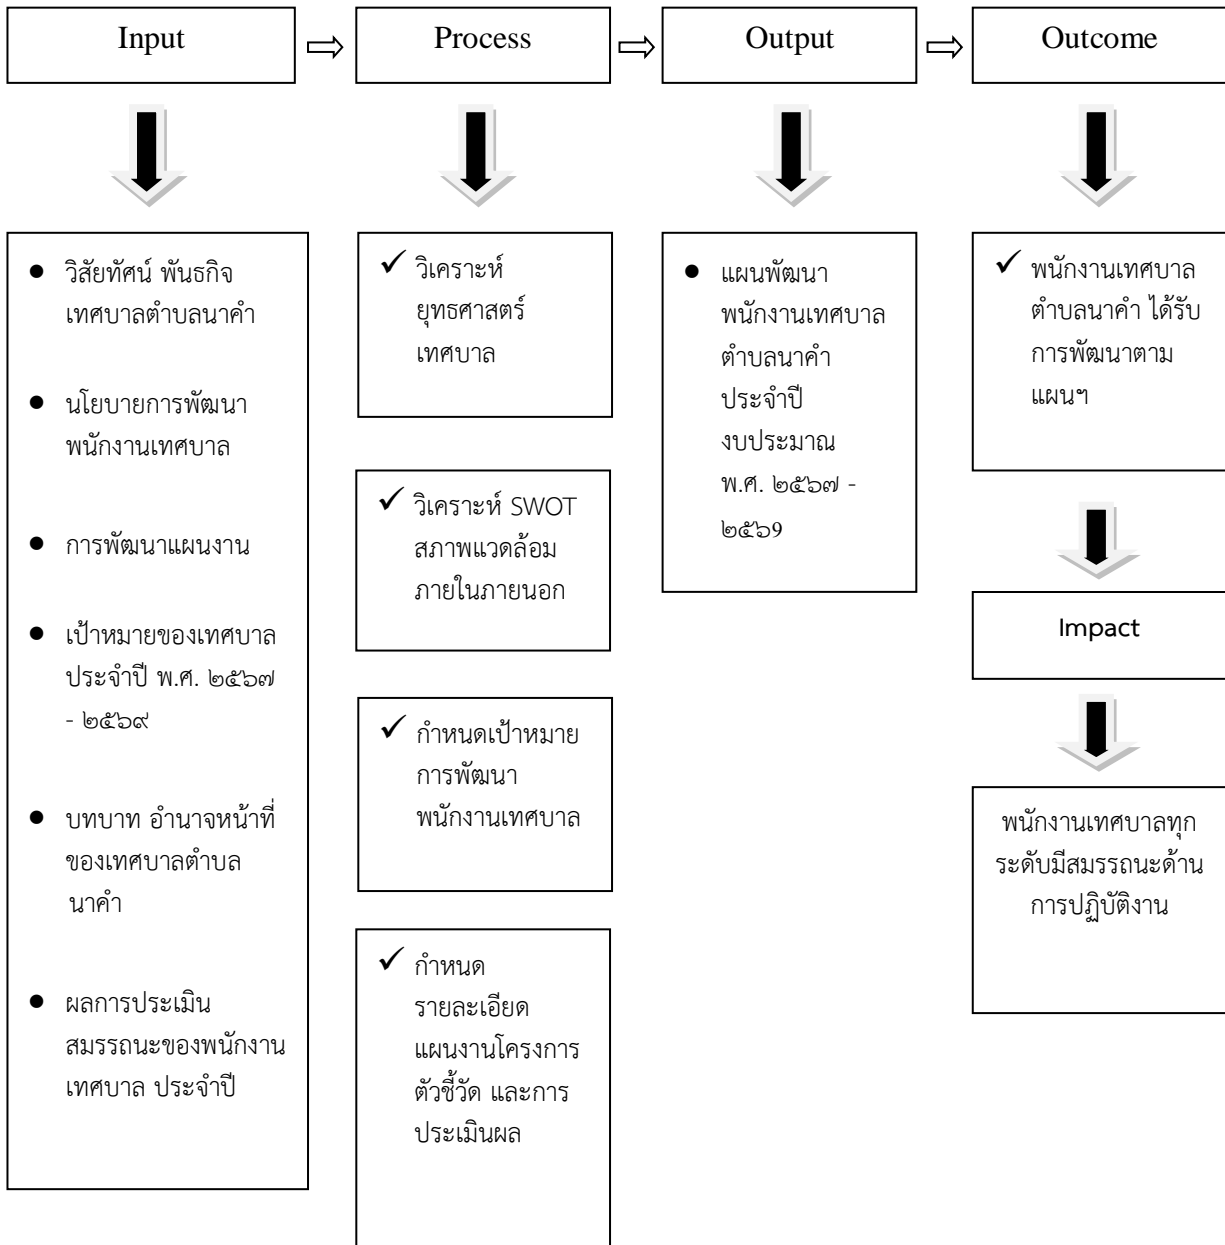 Input
Process
Output
Outcome
วิสัยทัศน์ พันธกิจ
เทศบาลตำบลนาคำ
นโยบายการพัฒนา
พนักงานเทศบาล
การพัฒนาแผนงาน
เป้าหมายของเทศบาล
ประจำปี พ.ศ. ๒๕๖๗
- ๒๕๖๙
บทบาท อำนาจหน้าที่
ของเทศบาลตำบล
นาคำ
ผลการประเมิน
สมรรถนะของพนักงาน
เทศบาล ประจำปี
วิเคราะห์
ยุทธศาสตร์
เทศบาล
วิเคราะห์ SWOT
สภาพแวดล้อม
ภายในภายนอก
กำหนดเป้าหมาย
การพัฒนา
พนักงานเทศบาล
กำหนด
รายละเอียด
แผนงานโครงการ
ตัวชี้วัด และการ
ประเมินผล
แผนพัฒนา
พนักงานเทศบาล
ตำบลนาคำ
ประจำปี
งบประมาณ
พ.ศ. ๒๕๖๗ -
๒๕๖9
พนักงานเทศบาล
ตำบลนาคำ ได้รับ
การพัฒนาตาม
แผนฯ
Impact
พนักงานเทศบาลทุก
ระดับมีสมรรถนะด้าน
การปฏิบัติงาน